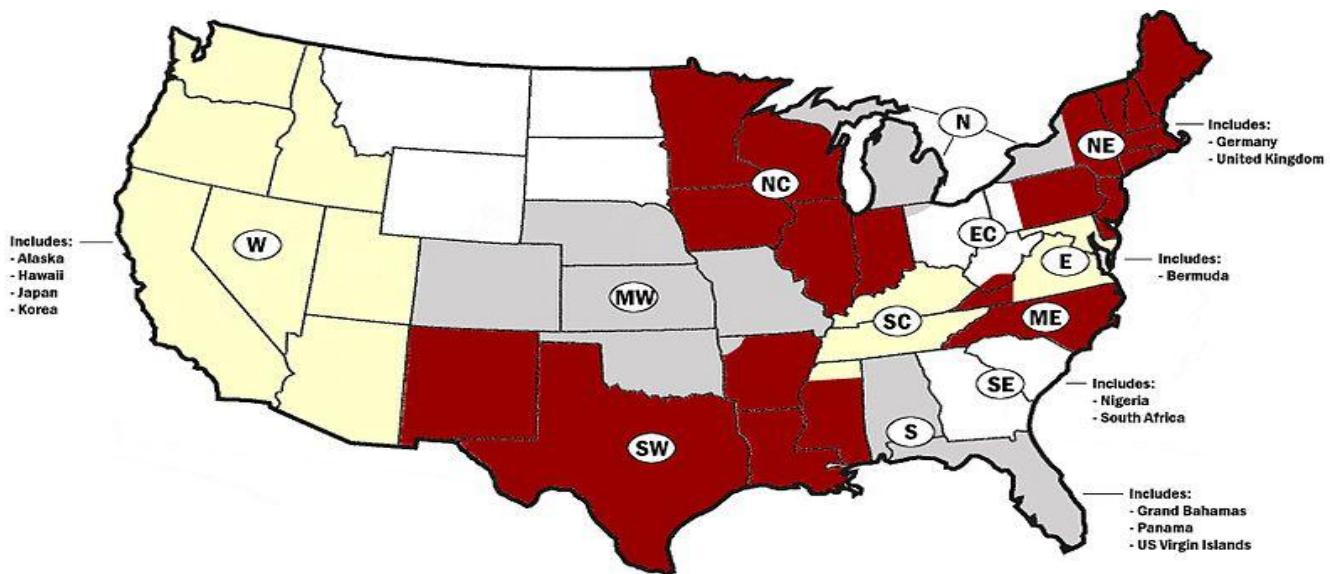 N
NE
Includes:
- Germany
- United Kingdom
NC
EC
W
Includes:
- Alaska
- Hawaii
- Japan
- Korea
E
Includes:
- Bermuda
MW
SC
ME
SE
Includes:
- Nigeria
- South Africa
SW
S
Includes:
- Grand Bahamas
- Panama
- US Virgin Islands